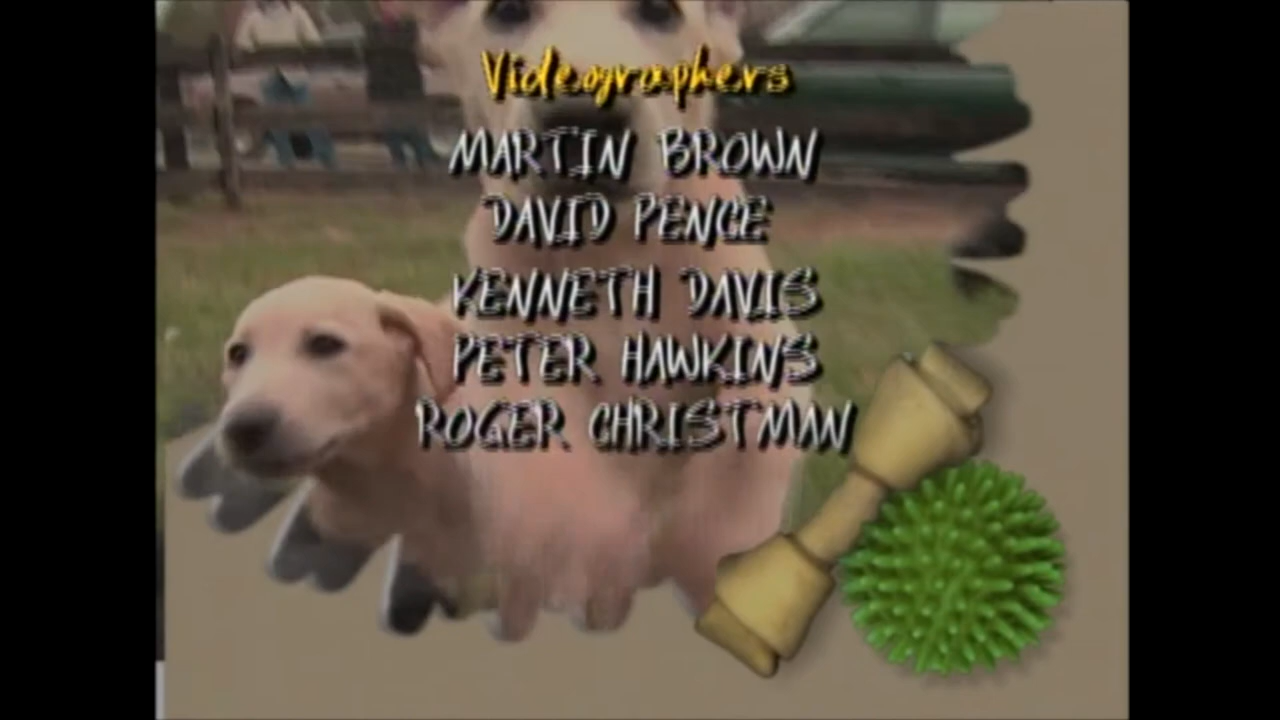 Videographers
MARTIN BROWN
DAVID PENCE
KENNETH DAVIS
PETER HAWKINS
ROGER CHRISTMAN